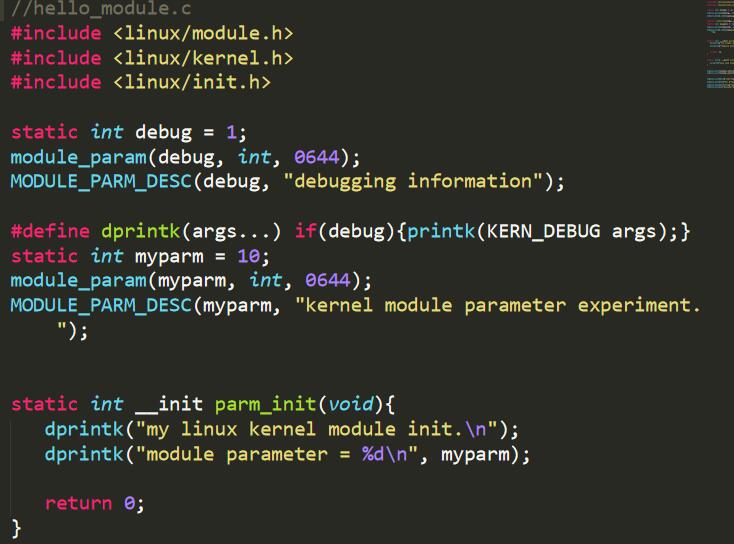 //hello_module.c
#include <linux/module.h>
#include <linux/kernel.h>
#include <linux/init.h>
static int debug = 1;
module_param(debug, int, 0644);
MODULE_PARM_DESC(debug, "debugging information");
#define dprintk(args...) if(debug){printk(KERN_DEBUG args);}
static int myparm = 10;
module_param(myparm, int, 0644);
MODULE_PARM_DESC(myparm, "kernel module parameter experiment.
");
static int __init parm_init(void){
dprintk("my linux kernel module init.\n");
dprintk("module parameter = %d\n", myparm);
return 0;
}